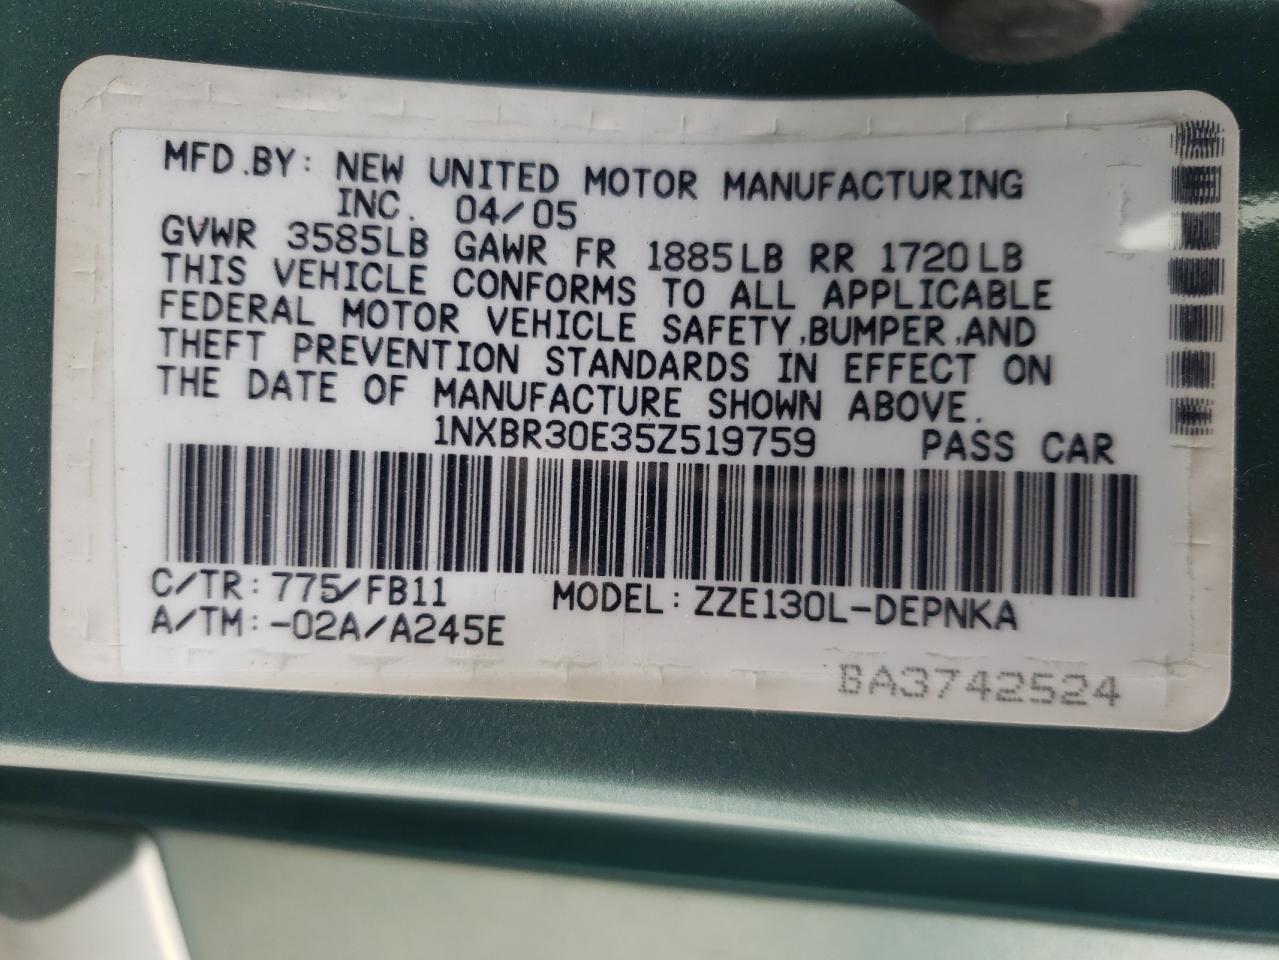 MFD.BY: NEW UNITED MOTOR MANUFACTURING
INC. 04/05
GVWR 3585LB GAWR FR 1885LB RR 1720LB
THIS VEHICLE CONFORMS TO ALL APPLICABLE
FEDERAL MOTOR VEHICLE SAFETY,BUMPER,AND
THEFT PREVENTION STANDARDS IN EFFECT ON
THE DATE OF MANUFACTURE SHOWN ABOVE.
1NXBR30E35Z519759 PASS CAR
C/TR: 775/FB11 MODEL: ZZE130L-DEPNKA
A/TM: -02A/A245E
BA3742524